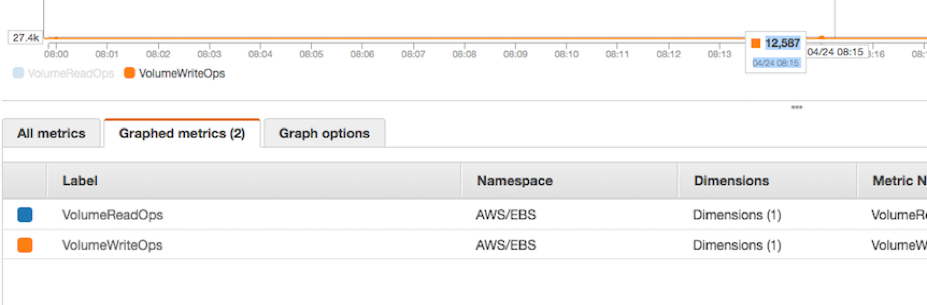 27.4k
12,587
08:00 08:01 08:02 08:03 08:04 08:05 08:06 08:07 08:08 08:09 08:10 08:11 08:12 08:13 04/24 08:15 04/24 08:15 :16 08:
VolumeReadOps VolumeWriteOps
All metrics Graphed metrics (2) Graph options
Label Namespace Dimensions Metric N
VolumeReadOps AWS/EBS Dimensions (1) VolumeR
VolumeWriteOps AWS/EBS Dimensions (1) VolumeW